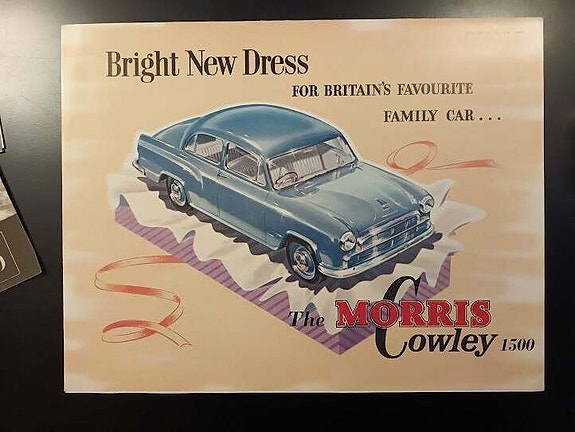 Bright New Dress
FOR BRITAIN'S FAVOURITE
FAMILY CAR...
The MORRIS
Cowley 1500